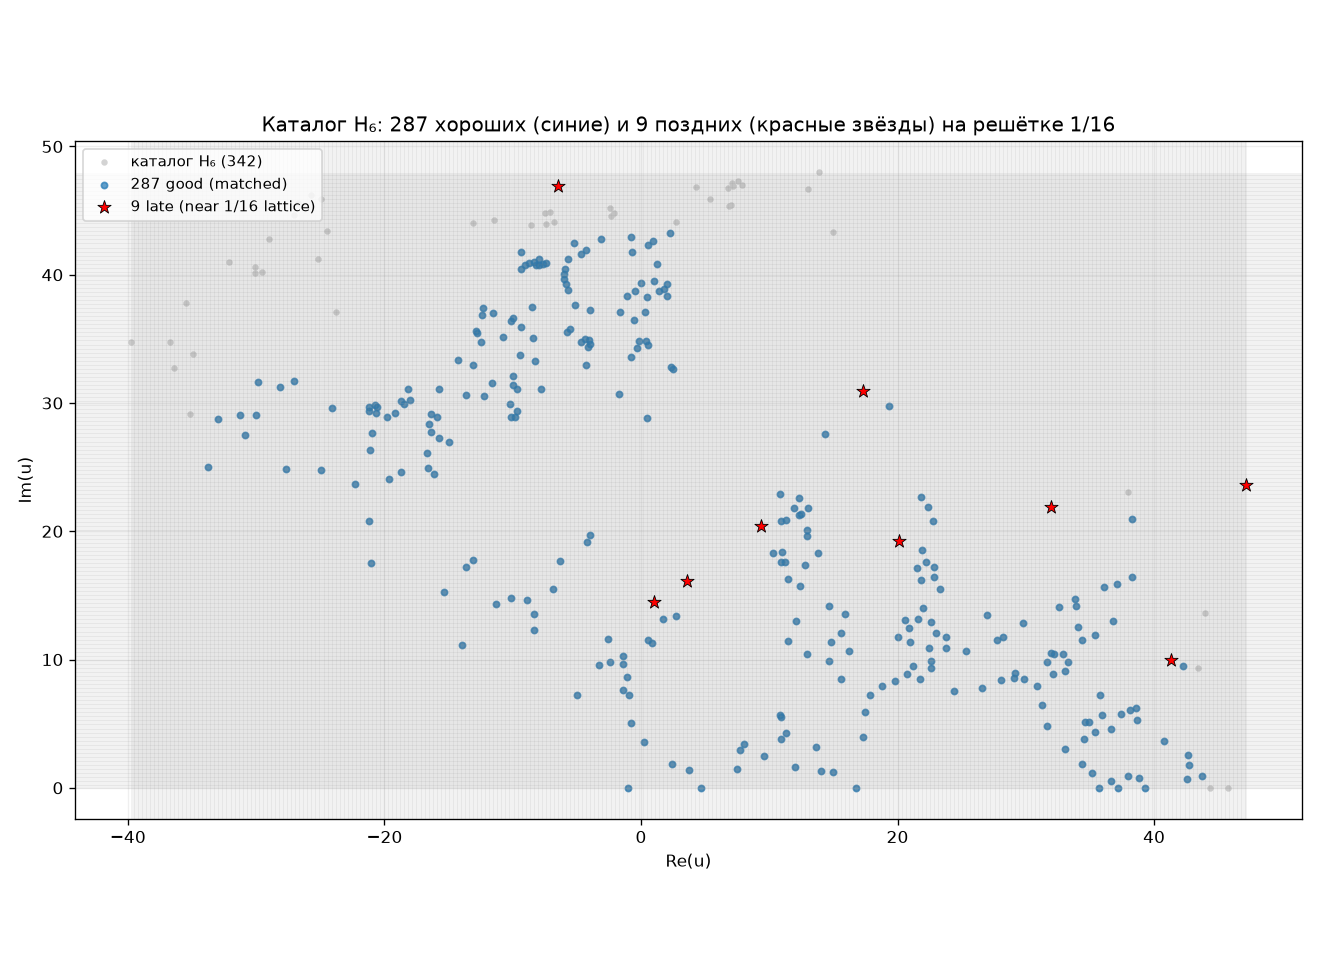 Каталог H₆: 287 хороших (синие) и 9 поздних (красные звёзды) на решётке 1/16
каталог H₆ (342)
287 good (matched)
9 late (near 1/16 lattice)
50
40
30
20
10
0
Im(u)
−40
−20
0
20
40
Re(u)